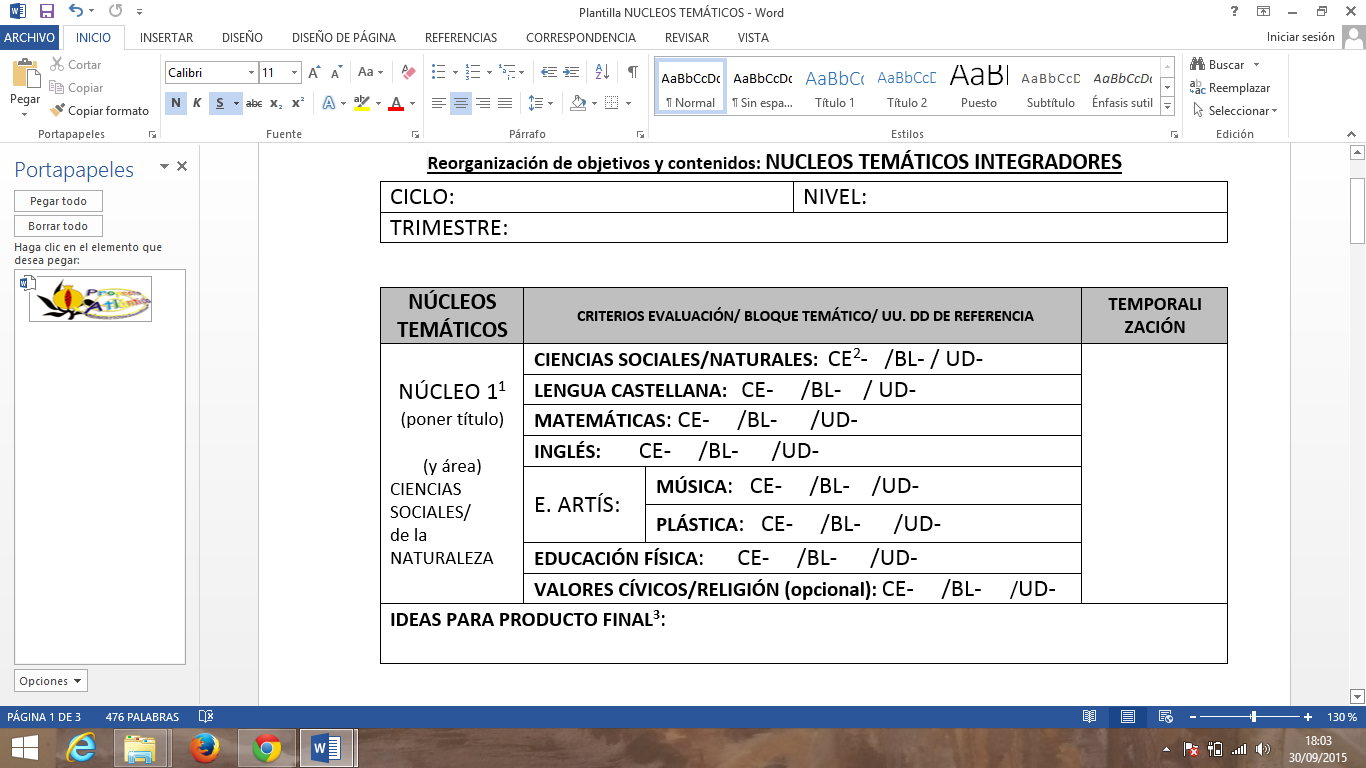 Plantilla NUCLEOS TEMÁTICOS - Word
ARCHIVO INICIO INSERTAR DISEÑO DISEÑO DE PÁGINA REFERENCIAS CORRESPONDENCIA REVISAR VISTA Iniciar sesión
Pegar
Cortar
Copiar
Copiar formato
Portapapeles
Calibri 11
Fuente
Párrafo
AaBbCcDc AaBbCcDc AaBbCc AaBbCc AaBl AaBbCcD AaBbCcDc
¶ Normal ¶ Sin espa... Título 1 Título 2 Puesto Subtítulo Énfasis sutil
Estilos
Buscar
Reemplazar
Seleccionar
Edición
Portapapeles
Pegar todo
Borrar todo
Haga clic en el elemento que
desea pegar:
Opciones
Reorganización de objetivos y contenidos: NUCLEOS TEMÁTICOS INTEGRADORES
CICLO: NIVEL:
TRIMESTRE:
NÚCLEOS
TEMÁTICOS
CRITERIOS EVALUACIÓN/ BLOQUE TEMÁTICO/ UU. DD DE REFERENCIA
TEMPORALI
ZACIÓN
NÚCLEO 1¹
(poner título)
(y área)
CIENCIAS
SOCIALES/
de la
NATURALEZA
CIENCIAS SOCIALES/NATURALES: CE²- /BL- / UD-
LENGUA CASTELLANA: CE- /BL- / UD-
MATEMÁTICAS: CE- /BL- /UD-
INGLÉS: CE- /BL- /UD-
E. ARTÍS:
MÚSICA: CE- /BL- /UD-
PLÁSTICA: CE- /BL- /UD-
EDUCACIÓN FÍSICA: CE- /BL- /UD-
VALORES CÍVICOS/RELIGIÓN (opcional): CE- /BL- /UD-
IDEAS PARA PRODUCTO FINAL³:
PÁGINA 1 DE 3 476 PALABRAS 130 %
18:03
30/09/2015